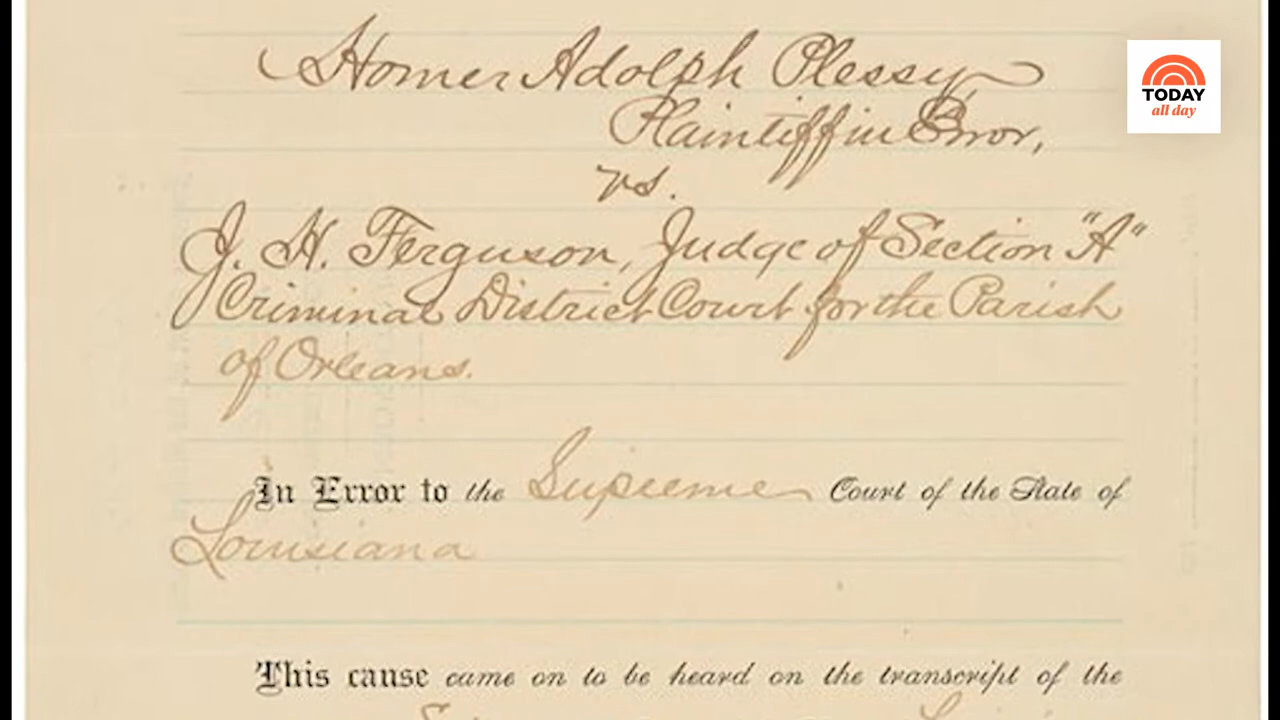 Homer Adolph Plessy,
Plaintiff in Error,
vs.
J. H. Ferguson, Judge of Section "A"
Criminal District Court for the Parish
of Orleans.
In Error to the Supreme Court of the State of
Louisiana
This cause came on to be heard on the transcript of the
TODAY
all day